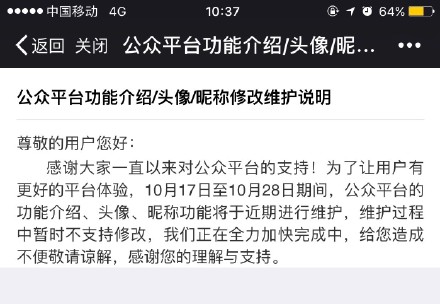 中国移动 4G 10:37 64%
返回 关闭 公众平台功能介绍/头像/昵...
公众平台功能介绍/头像/昵称修改维护说明
尊敬的用户您好：
感谢大家一直以来对公众平台的支持！为了让用户有
更好的平台体验，10月17日至10月28日期间，公众平台的
功能介绍、头像、昵称功能将于近期进行维护，维护过程
中暂时不支持修改，我们正在全力加快完成中，给您造成
不便敬请谅解，感谢您的理解与支持。